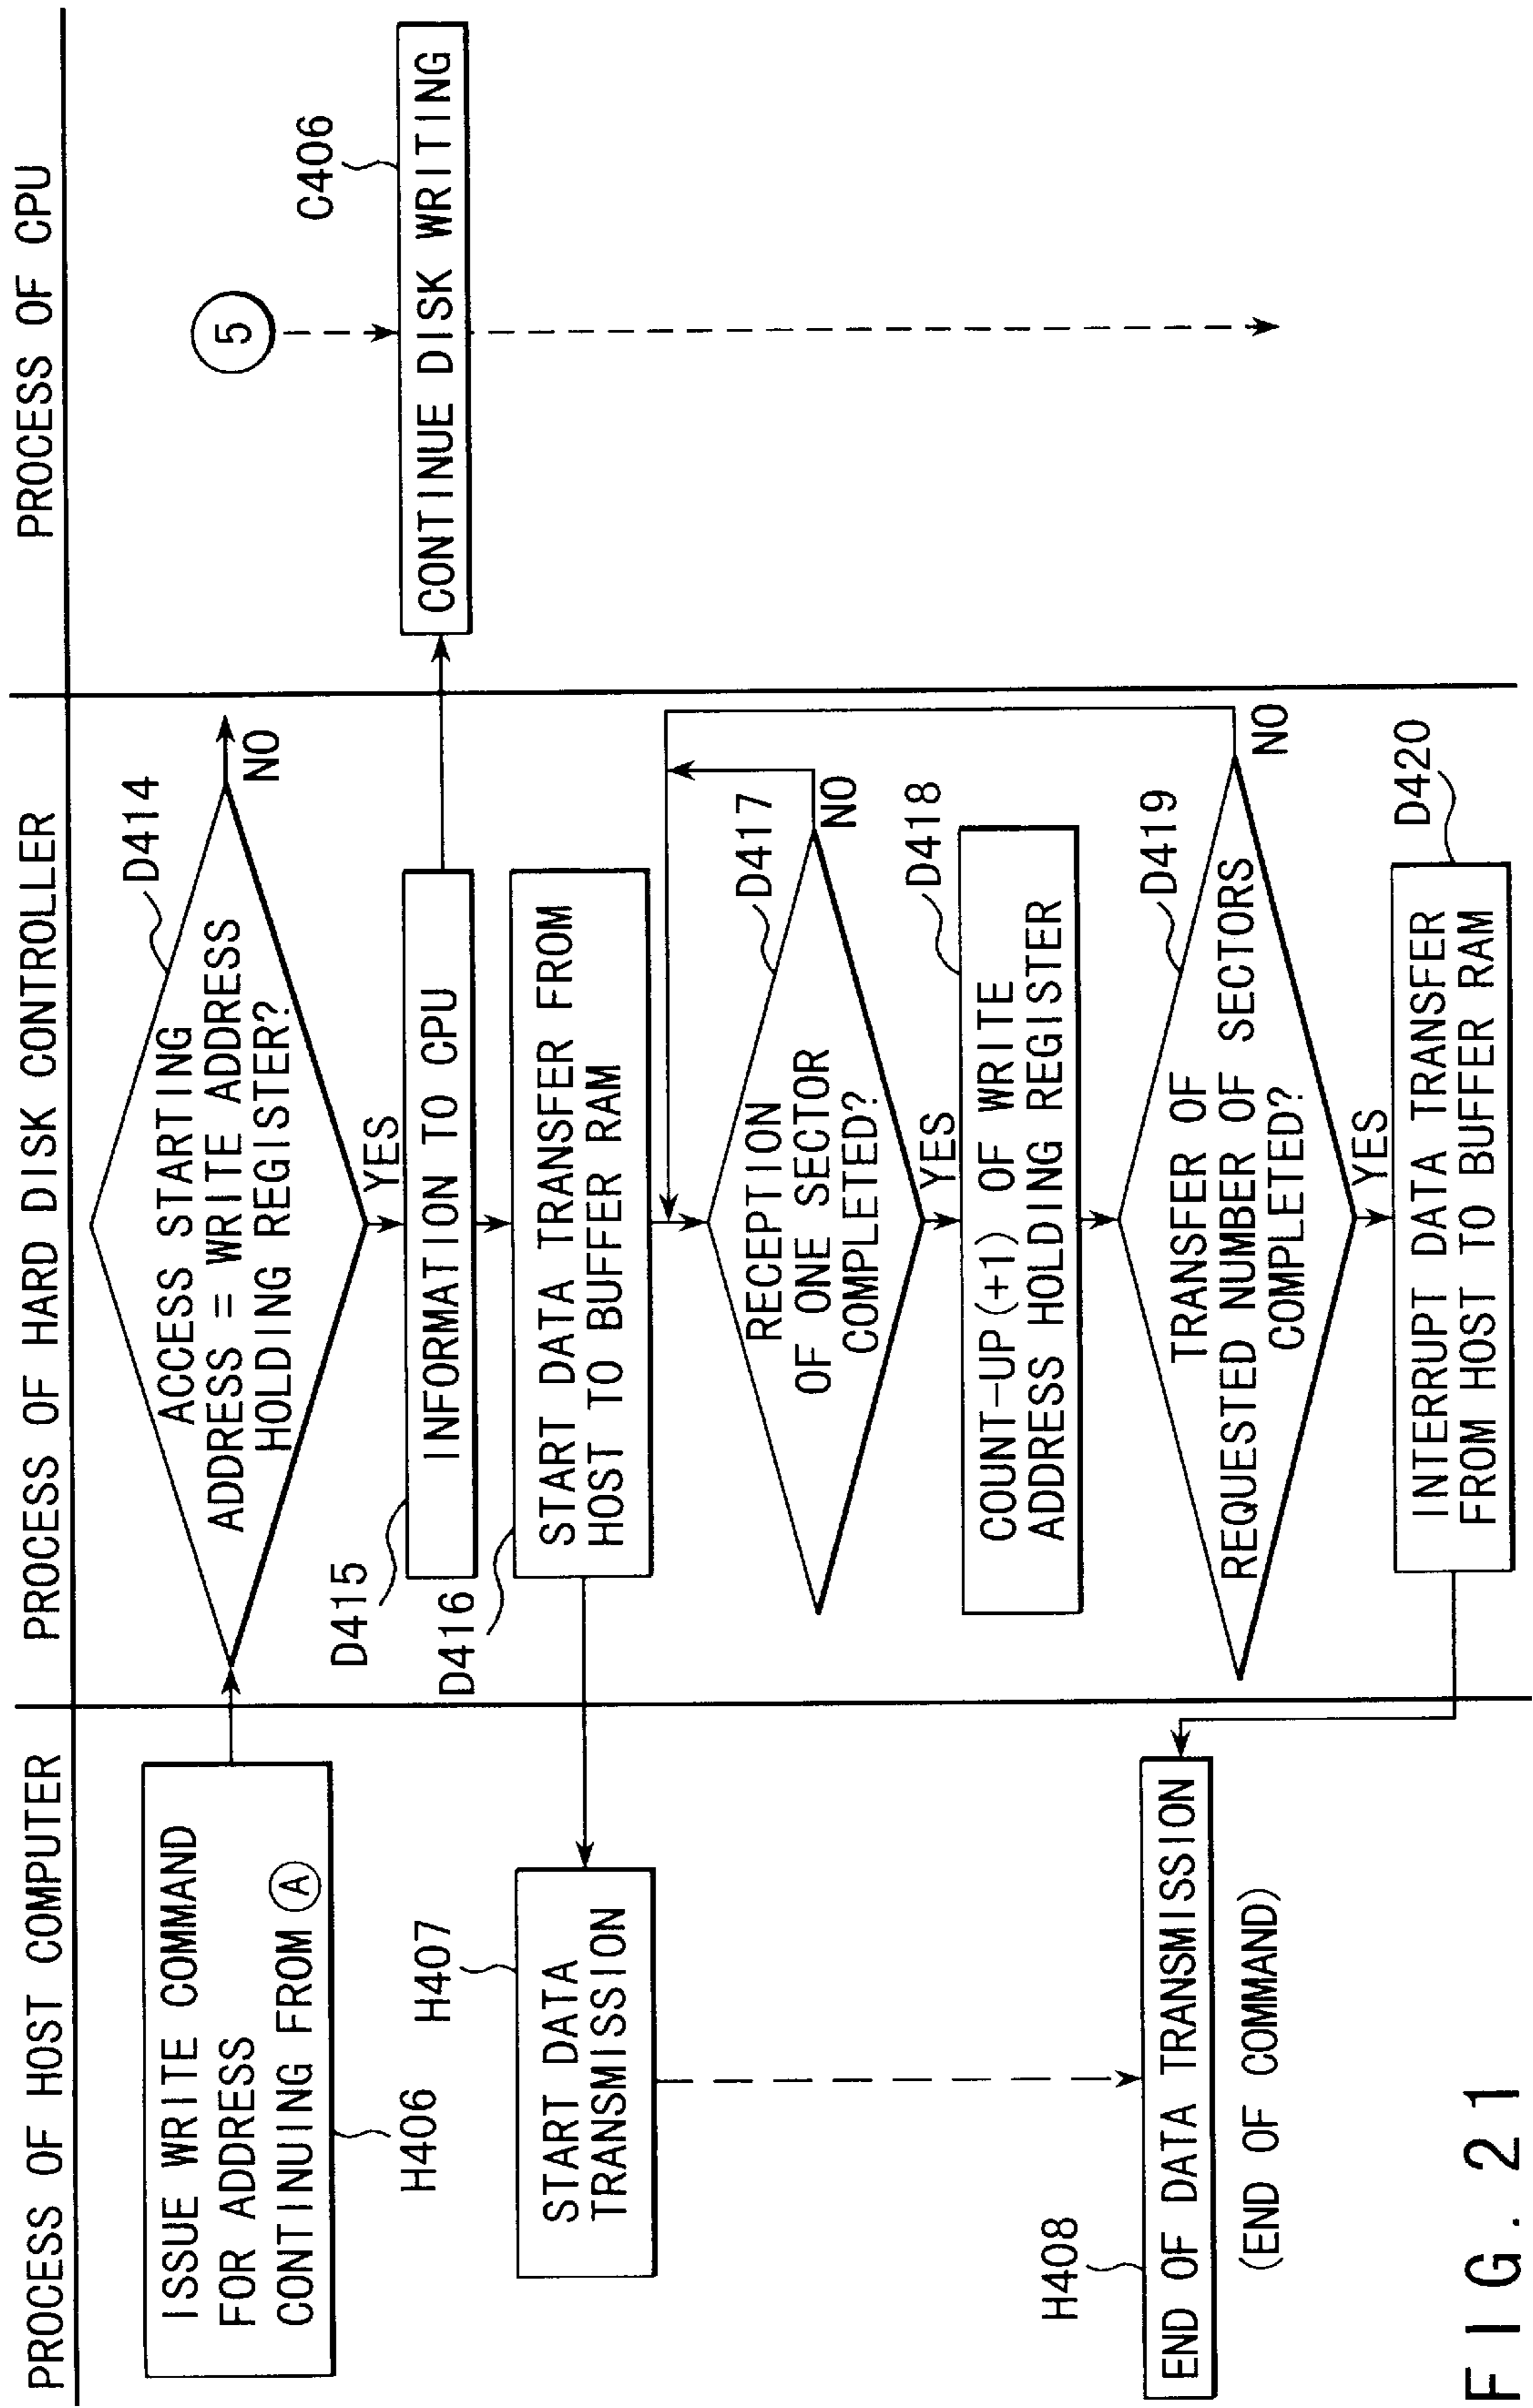 PROCESS OF HOST COMPUTER
PROCESS OF HARD DISK CONTROLLER
PROCESS OF CPU
ISSUE WRITE COMMAND
FOR ADDRESS
CONTINUING FROM Ⓐ
H406
ACCESS STARTING
ADDRESS = WRITE ADDRESS
HOLDING REGISTER?
D414
NO
YES
5
D415
INFORMATION TO CPU
C406
CONTINUE DISK WRITING
D416
START DATA TRANSFER FROM
HOST TO BUFFER RAM
H407
START DATA
TRANSMISSION
RECEPTION
OF ONE SECTOR
COMPLETED?
D417
NO
YES
COUNT-UP (+1) OF WRITE
ADDRESS HOLDING REGISTER
D418
TRANSFER OF
REQUESTED NUMBER OF SECTORS
COMPLETED?
D419
NO
YES
INTERRUPT DATA TRANSFER
FROM HOST TO BUFFER RAM
D420
H408
END OF DATA TRANSMISSION
(END OF COMMAND)
FIG. 21